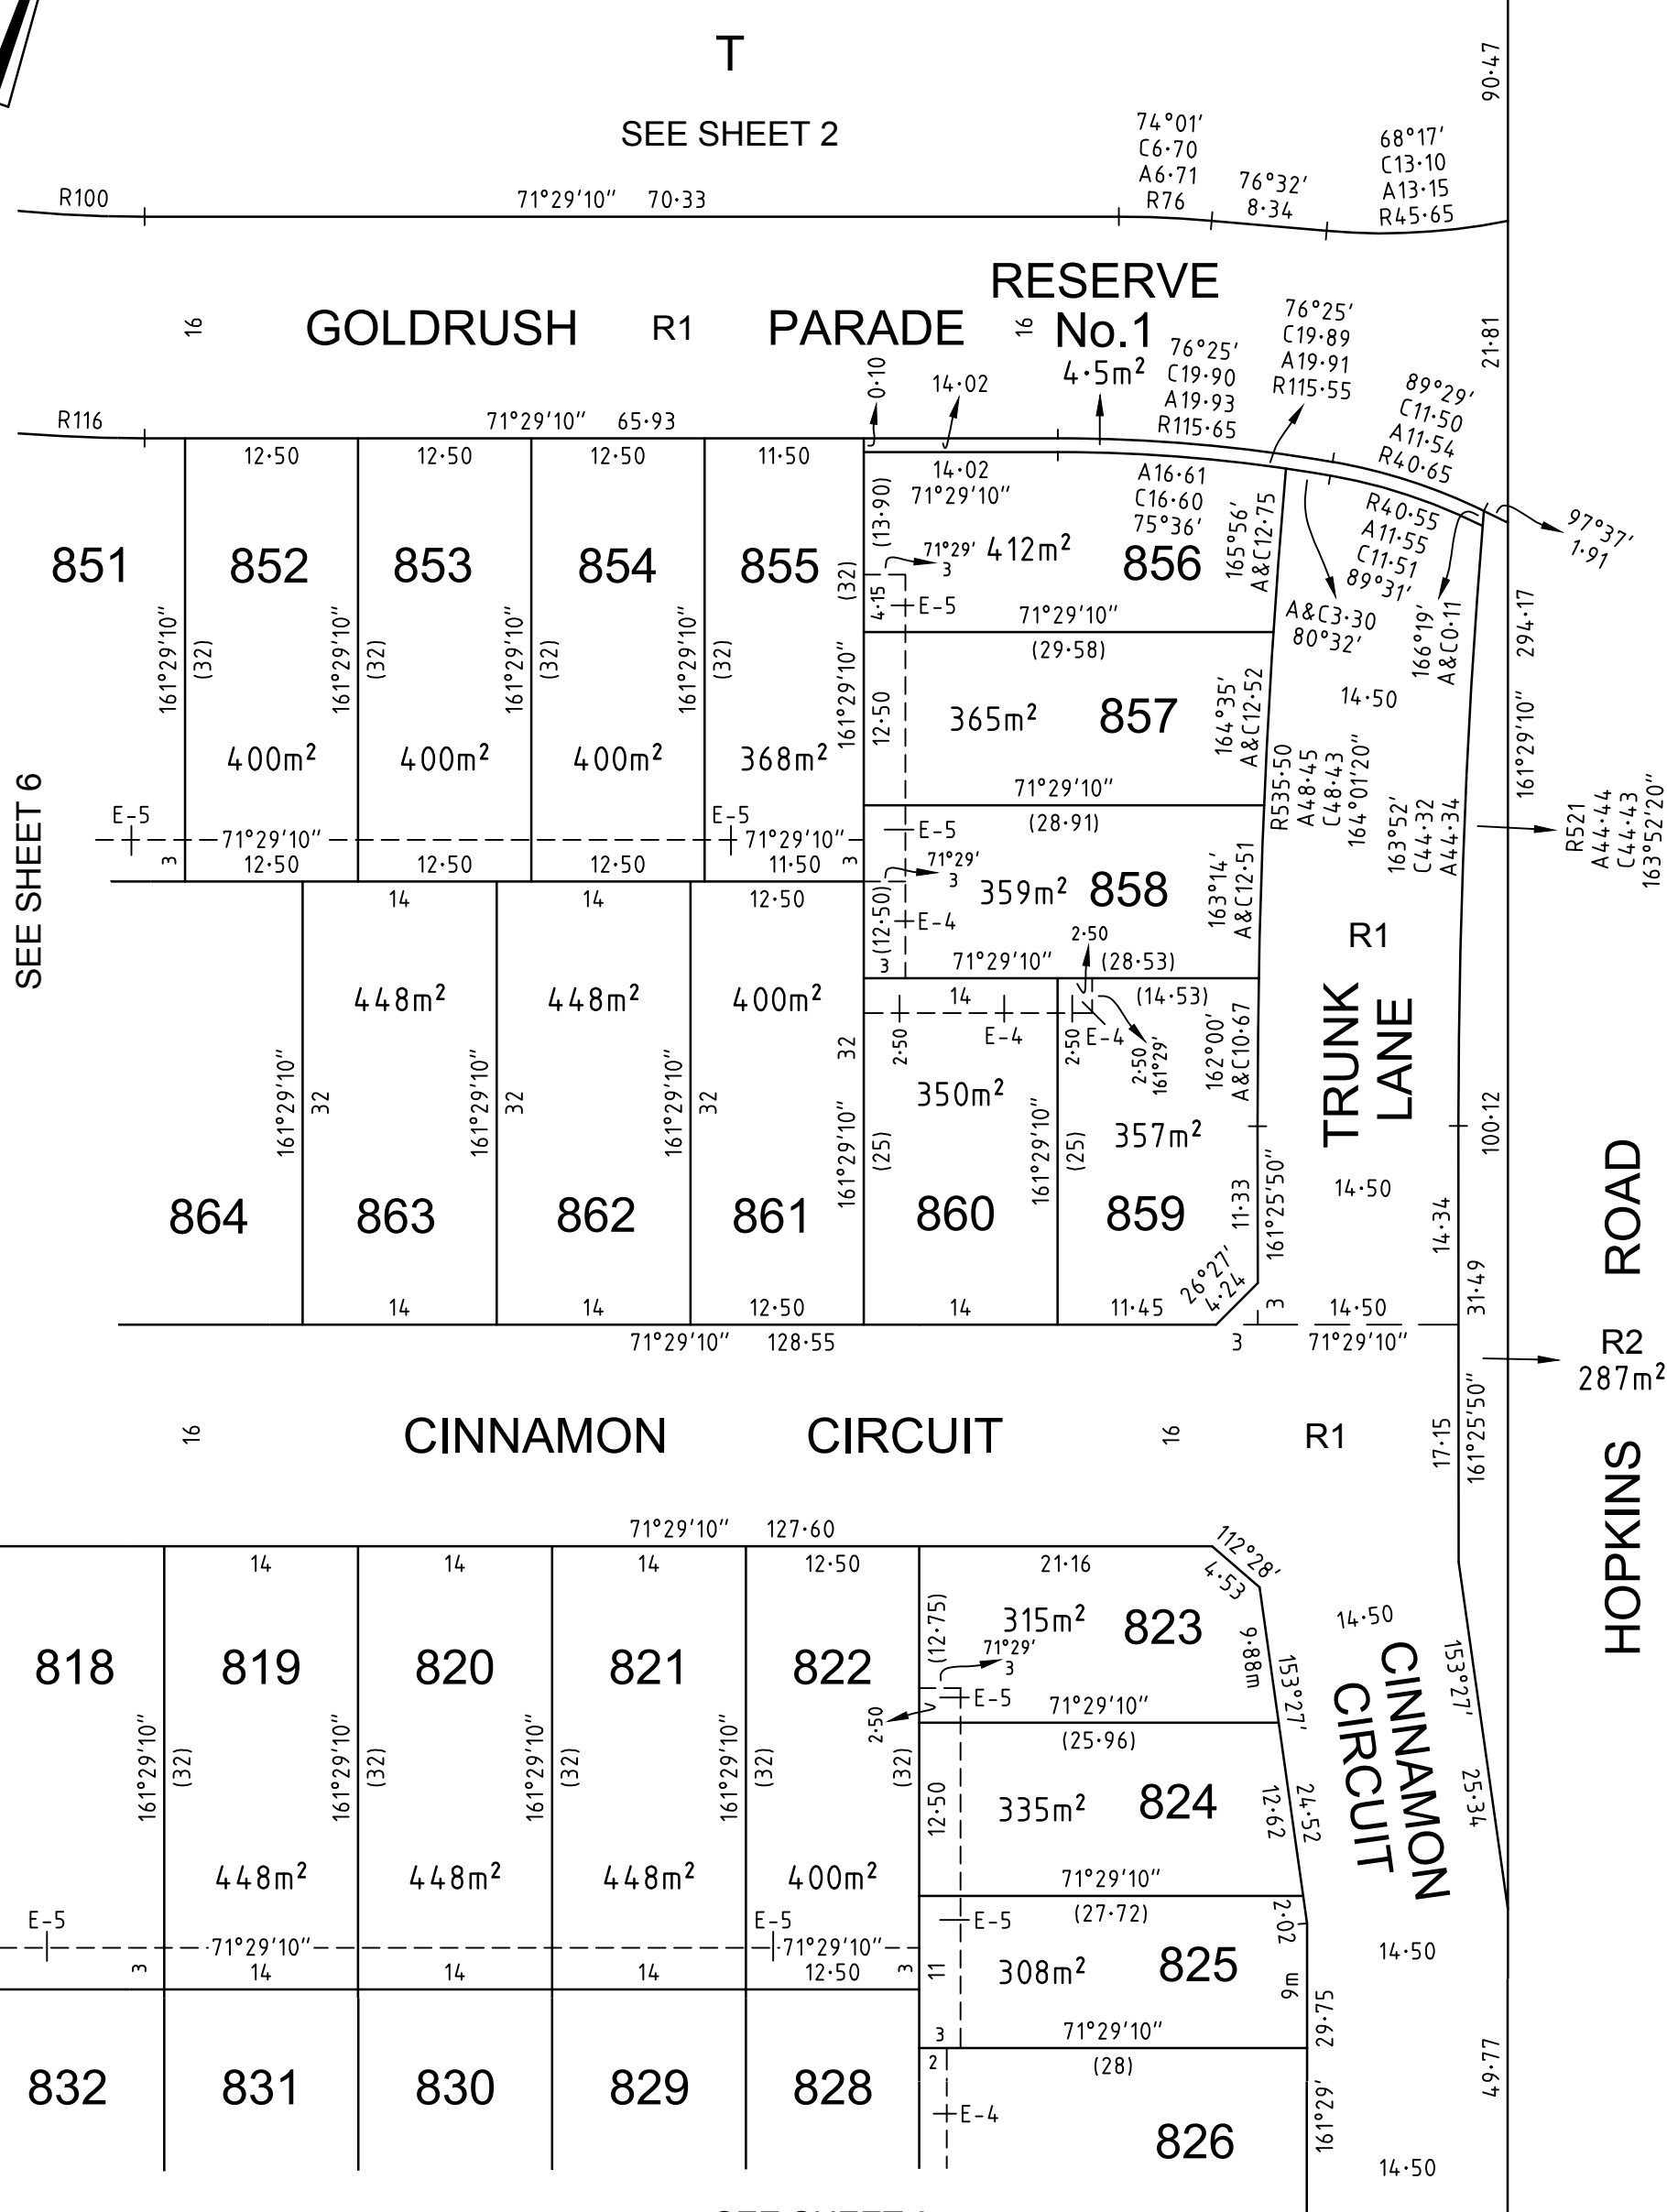 T
SEE SHEET 2
90·47
74°01'
C6·70
A6·71
R76
76°32'
8·34
68°17'
C13·10
A13·15
R45·65
R100
71°29'10" 70·33
16
GOLDRUSH R1 PARADE
16
RESERVE
No.1
4·5m²
76°25'
C19·90
A19·93
R115·65
76°25'
C19·89
A19·91
R115·55
89°29'
C11·50
A11·54
R40·65
21·81
0·10
14·02
R116
71°29'10" 65·93
12·50
12·50
12·50
11·50
14·02
71°29'10"
A16·61
C16·60
75°36'
165°56'
A&C12·75
R40·55
A11·55
C11·51
89°31'
97°37'
1·91
(13·90)
71°29'
3
412m²
856
851
852
853
854
855
(32)
4·15
E-5
71°29'10"
(29·58)
A&C3·30
80°32'
166°19'
A&C0·11
294·17
161°29'10"
(32)
161°29'10"
(32)
161°29'10"
(32)
161°29'10"
(32)
161°29'10"
12·50
365m²
857
164°35'
A&C12·52
14·50
400m²
400m²
400m²
368m²
161°29'10"
R535·50
A48·45
C48·43
164°01'20"
163°52'
C44·32
A44·34
R521
A44·44
C44·43
163°52'20"
SEE SHEET 6
71°29'10"
(28·91)
E-5
E-5
E-5
3
71°29'10"
71°29'10"
3
12·50
12·50
12·50
11·50
71°29'
3
359m²
858
163°14'
A&C12·51
14
14
12·50
(12·50)
E-4
2·50
3
71°29'10"
(28·53)
R1
TRUNK
LANE
448m²
448m²
400m²
14
(14·53)
2·50
E-4
2·50
E-4
2·50
161°29'
162°00'
A&C10·67
32
350m²
357m²
161°29'10"
32
161°29'10"
32
161°29'10"
32
161°29'10"
(25)
161°29'10"
(25)
100·12
864
863
862
861
860
859
11·33
161°25'50"
14·50
14·34
26°27'
4·24
31·49
14
14
12·50
14
11·45
3
14·50
71°29'10" 128·55
3
71°29'10"
HOPKINS ROAD
R2
287m²
16
CINNAMON CIRCUIT
16
R1
17·15
161°25'50"
71°29'10" 127·60
14
14
14
12·50
21·16
112°28'
4·53
(12·75)
315m²
823
71°29'
3
9·88m
153°27'
14·50
153°27'
818
819
820
821
822
E-5
2·50
71°29'10"
(25·96)
CINNAMON
CIRCUIT
161°29'10"
(32)
161°29'10"
(32)
161°29'10"
(32)
161°29'10"
(32)
(32)
12·50
335m²
824
12·62
24·52
25·34
448m²
448m²
448m²
400m²
71°29'10"
(27·72)
2·02
E-5
E-5
E-5
71°29'10"
71°29'10"
3
14
14
14
12·50
3
11
308m²
825
9m
14·50
3
71°29'10"
29·75
2
(28)
49·77
832
831
830
829
828
E-4
826
161°29'
14·50